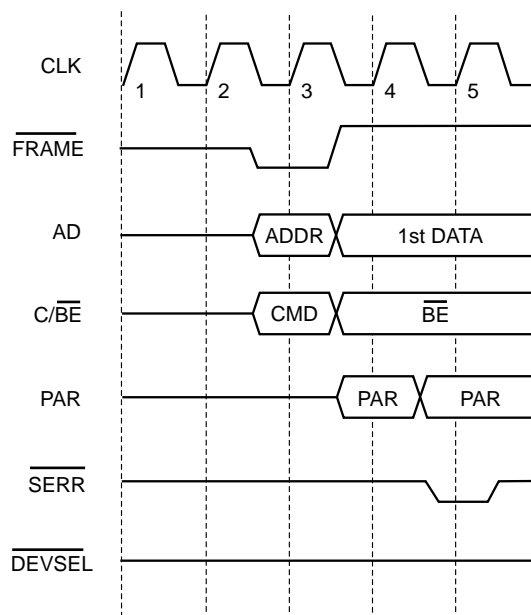 CLK
1 2 3 4 5
FRAME
AD ADDR 1st DATA
C/BE CMD BE
PAR PAR PAR
SERR
DEVSEL